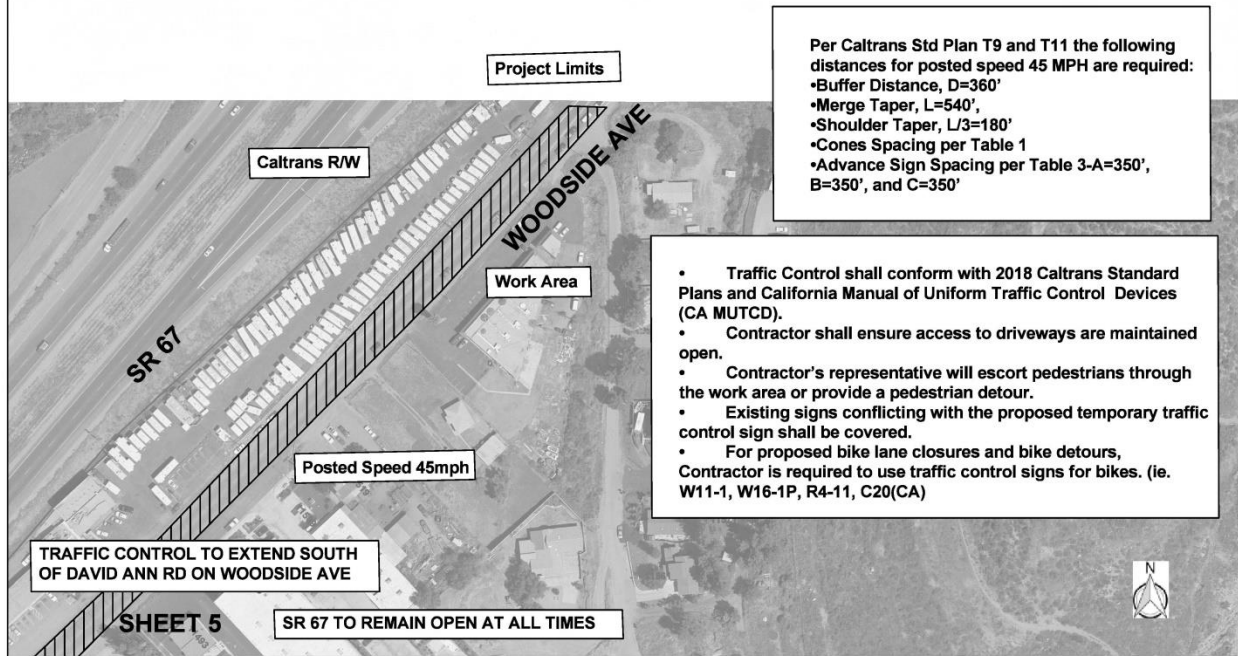 Project Limits
Per Caltrans Std Plan T9 and T11 the following
distances for posted speed 45 MPH are required:
•Buffer Distance, D=360’
•Merge Taper, L=540’,
•Shoulder Taper, L/3=180’
•Cones Spacing per Table 1
•Advance Sign Spacing per Table 3-A=350’,
B=350’, and C=350’
Caltrans R/W
WOODSIDE AVE
Work Area
SR 67
• Traffic Control shall conform with 2018 Caltrans Standard
Plans and California Manual of Uniform Traffic Control Devices
(CA MUTCD).
• Contractor shall ensure access to driveways are maintained
open.
• Contractor’s representative will escort pedestrians through
the work area or provide a pedestrian detour.
• Existing signs conflicting with the proposed temporary traffic
control sign shall be covered.
• For proposed bike lane closures and bike detours,
Contractor is required to use traffic control signs for bikes. (ie.
W11-1, W16-1P, R4-11, C20(CA)
Posted Speed 45mph
TRAFFIC CONTROL TO EXTEND SOUTH
OF DAVID ANN RD ON WOODSIDE AVE
SHEET 5
SR 67 TO REMAIN OPEN AT ALL TIMES
N